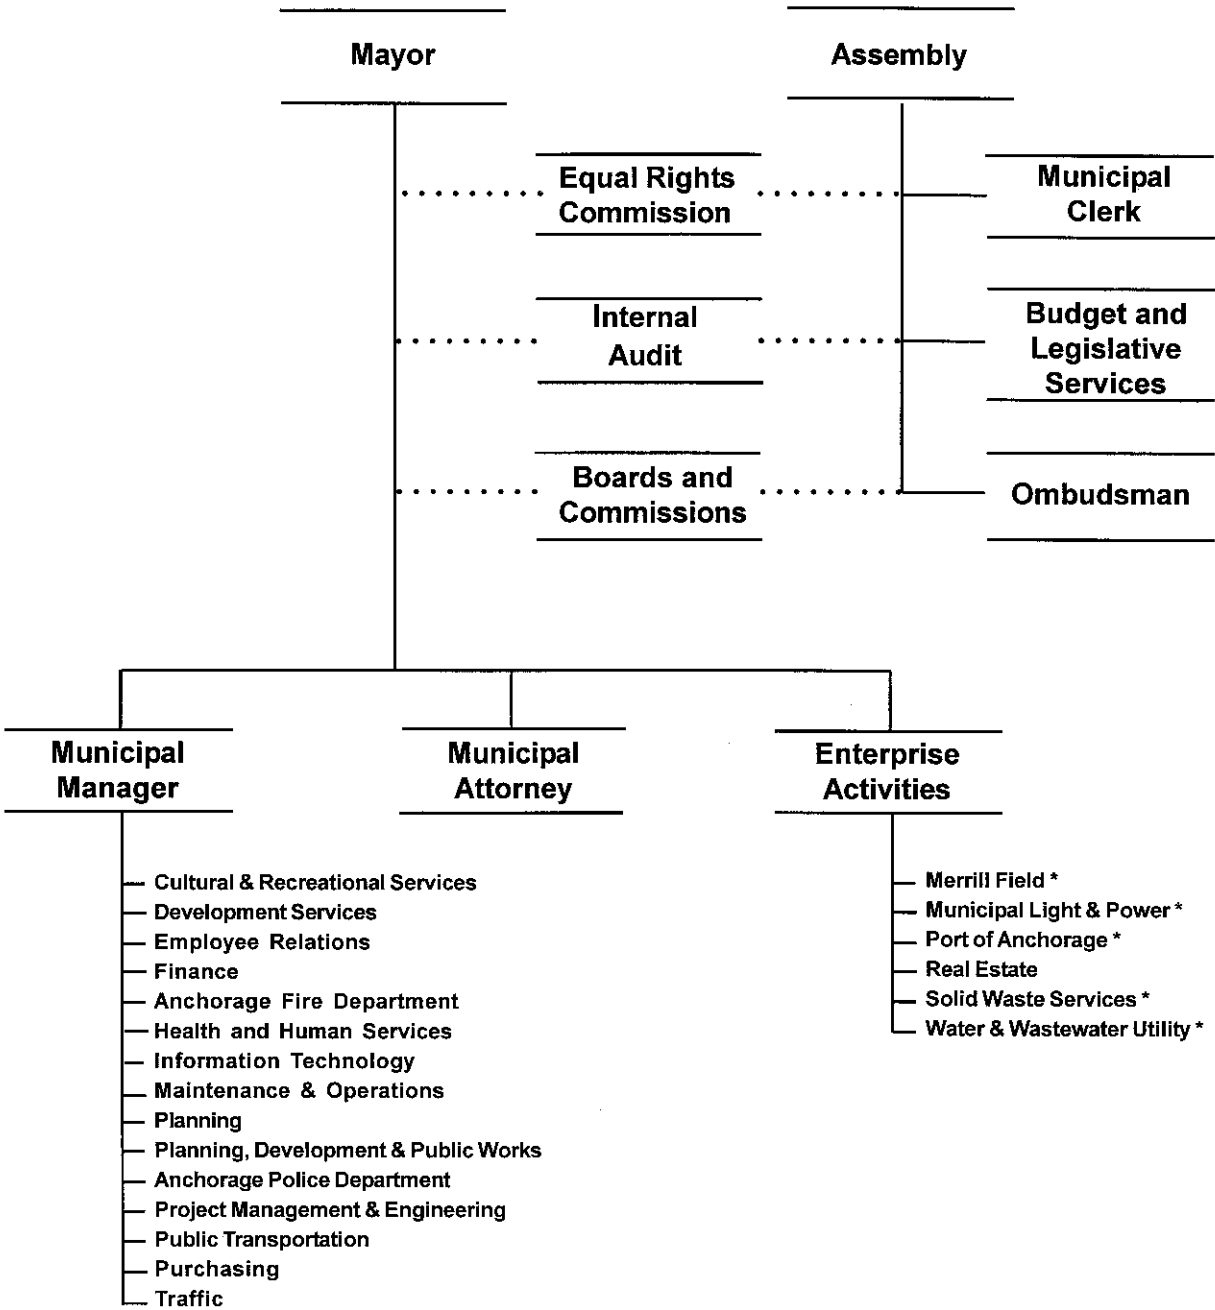 Mayor
Assembly
Equal Rights
Commission
Municipal
Clerk
Internal
Audit
Budget and
Legislative
Services
Boards and
Commissions
Ombudsman
Municipal
Manager
Municipal
Attorney
Enterprise
Activities
Cultural & Recreational Services
Development Services
Employee Relations
Finance
Anchorage Fire Department
Health and Human Services
Information Technology
Maintenance & Operations
Planning
Planning, Development & Public Works
Anchorage Police Department
Project Management & Engineering
Public Transportation
Purchasing
Traffic
Merrill Field *
Municipal Light & Power *
Port of Anchorage *
Real Estate
Solid Waste Services *
Water & Wastewater Utility *